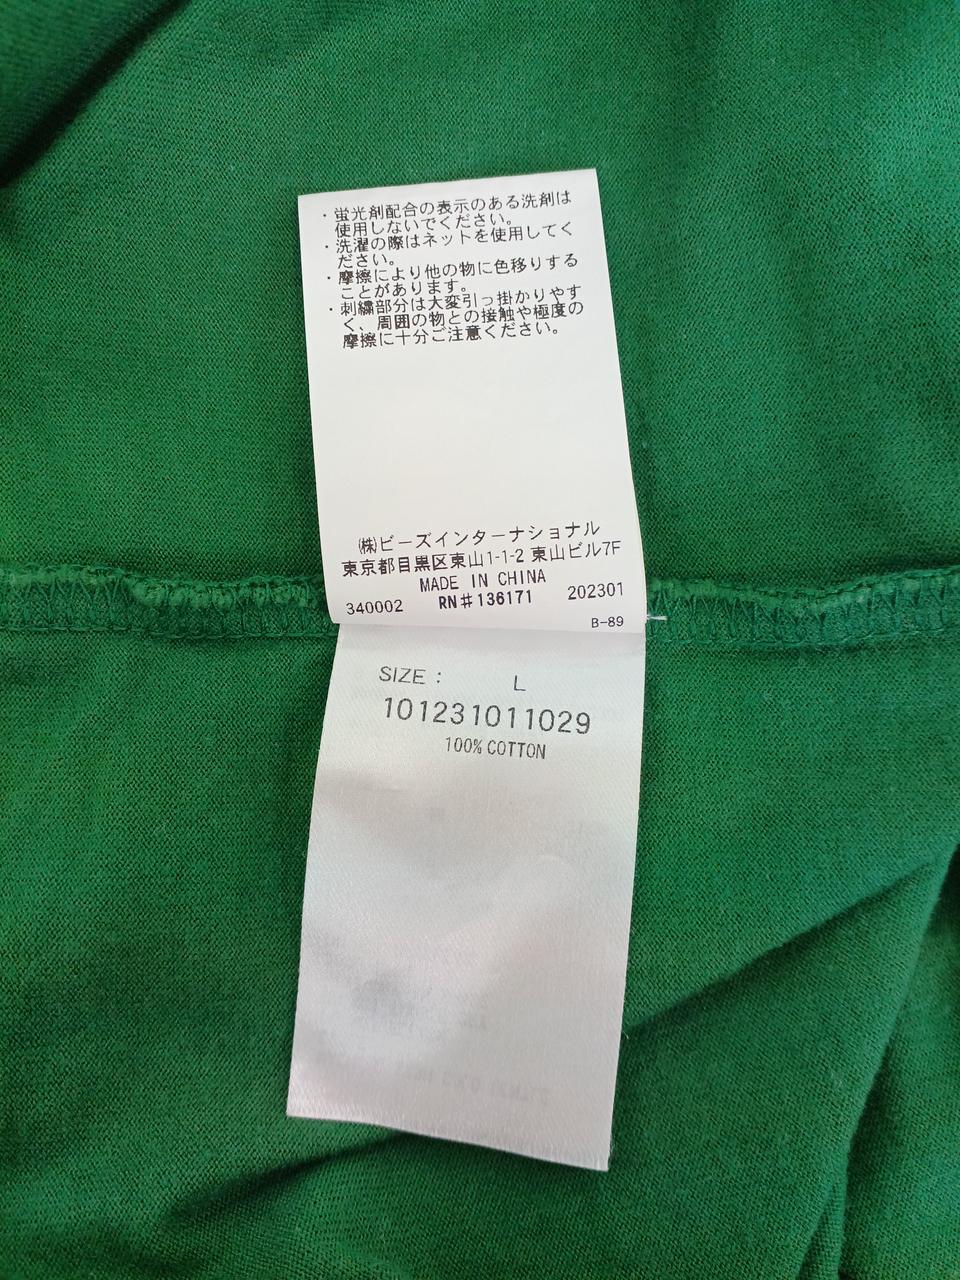 ・蛍光剤配合の表示のある洗剤は
使用しないでください。
・洗濯の際はネットを使用してく
ださい。
・摩擦により他の物に色移りする
ことがあります。
・刺繍部分は大変引っ掛かりやす
く、周囲の物との接触や極度の
摩擦に十分ご注意ください。
㈱ビーズインターナショナル
東京都目黒区東山1-1-2 東山ビル7F
MADE IN CHINA
340002 RN#136171 202301
B-89
SIZE : L
101231011029
100% COTTON